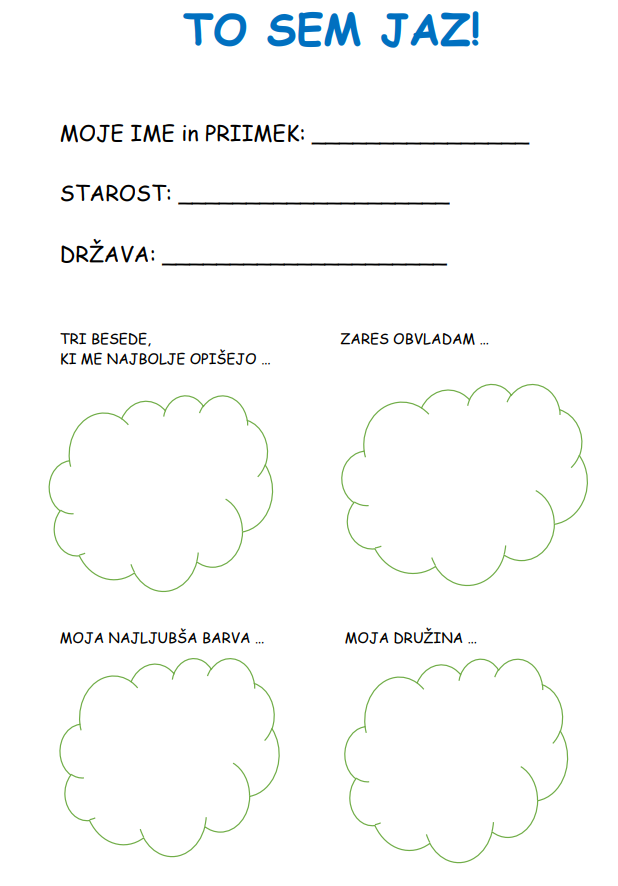 TO SEM JAZ!
MOJE IME in PRIIMEK: ________________
STAROST: ____________________
DRŽAVA: _____________________
TRI BESEDE,
KI ME NAJBOLJE OPIŠEJO …
ZARES OBVLADAM …
MOJA NAJLJUBŠA BARVA …
MOJA DRUŽINA …